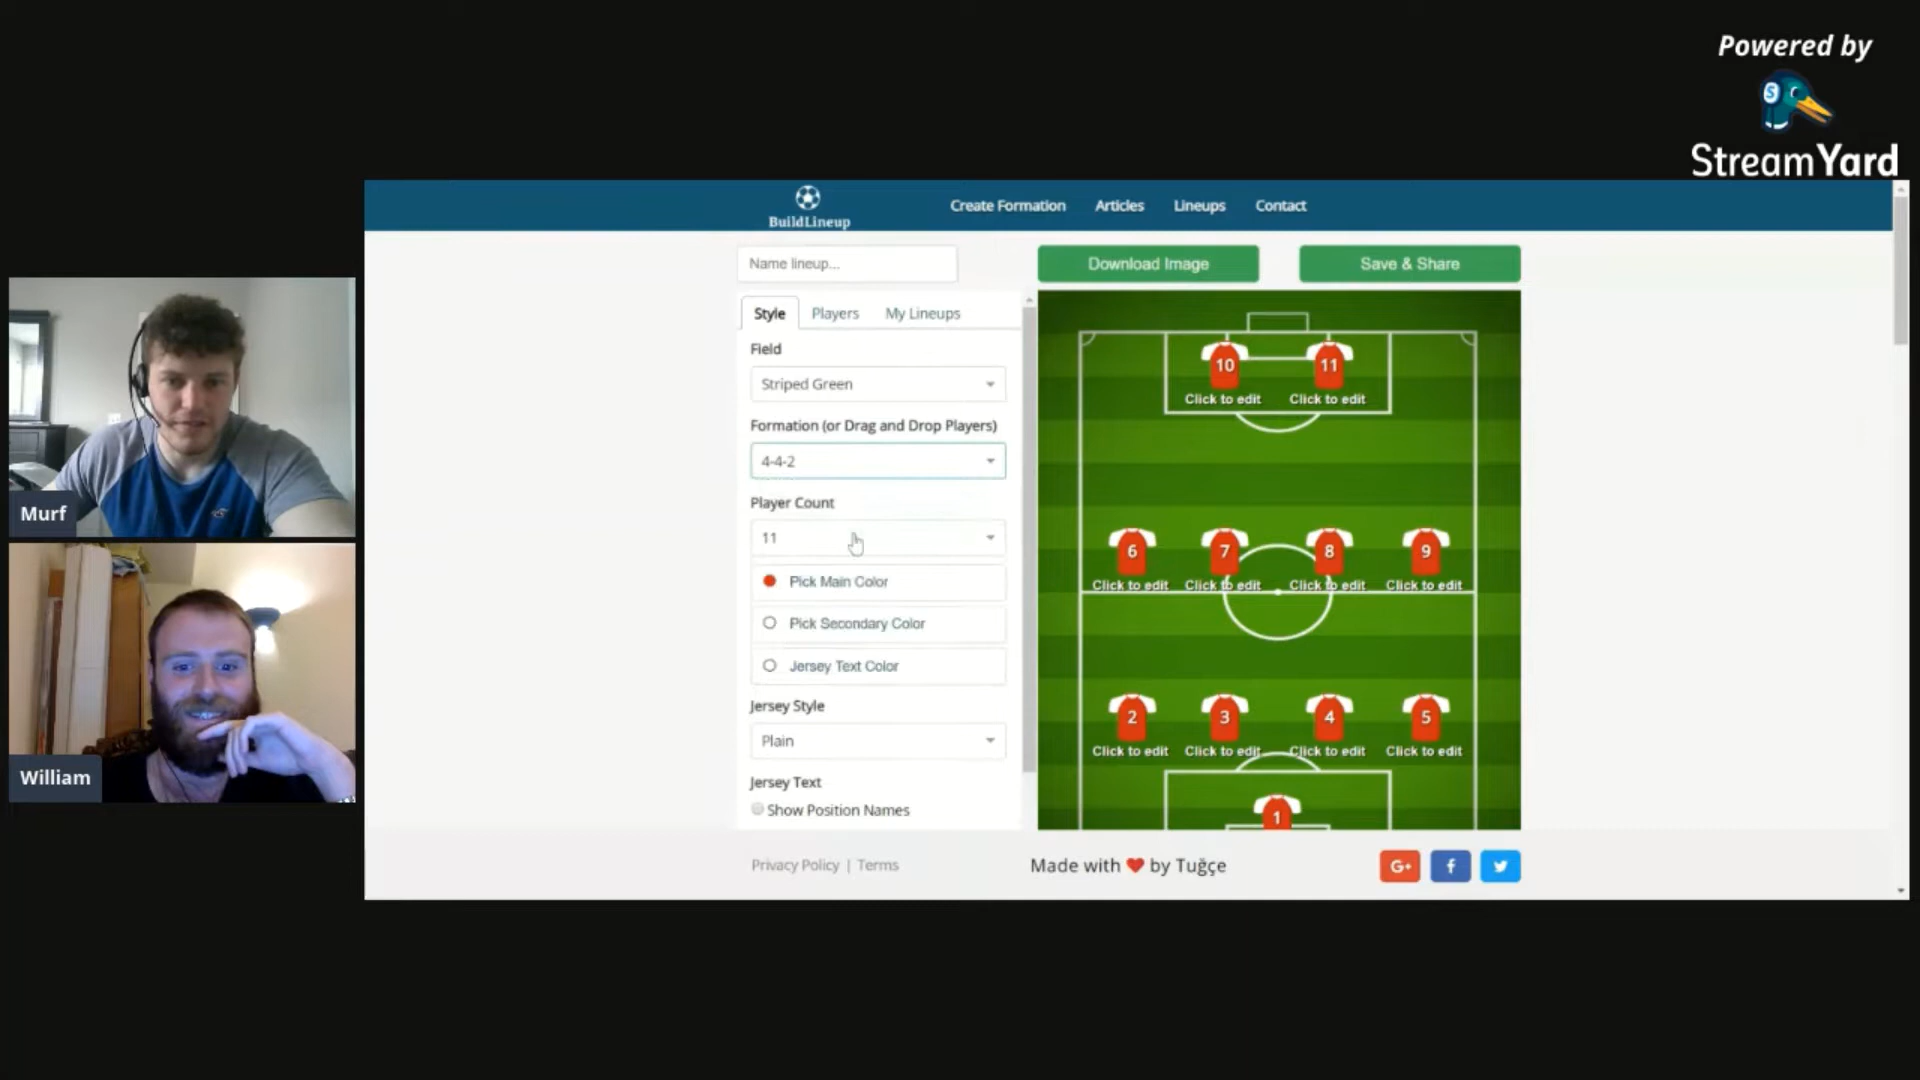 Powered by
S
StreamYard
BuildLineup
Create Formation
Articles
Lineups
Contact
Name lineup...
Download Image
Save & Share
Style
Players
My Lineups
Field
Striped Green
Formation (or Drag and Drop Players)
4-4-2
Player Count
11
Pick Main Color
Pick Secondary Color
Jersey Text Color
Jersey Style
Plain
Jersey Text
Show Position Names
10
11
Click to edit
Click to edit
6
7
8
9
Click to edit
Click to edit
Click to edit
Click to edit
2
3
4
5
Click to edit
Click to edit
Click to edit
Click to edit
1
Murf
William
Privacy Policy | Terms
Made with ❤ by Tuğçe
G+
f